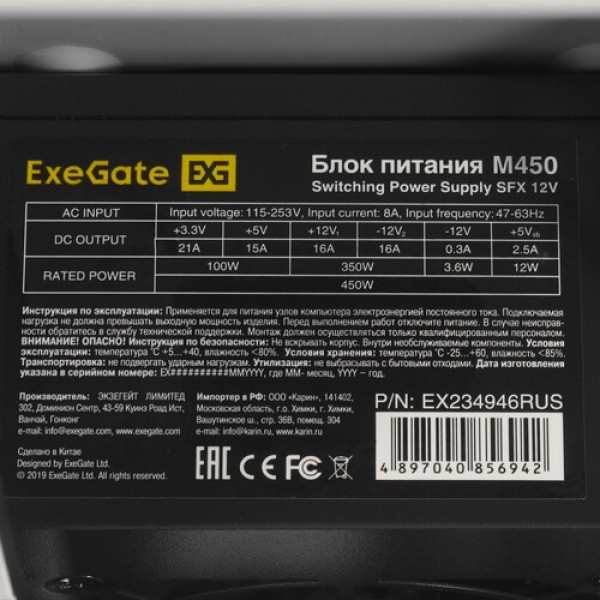 ExeGate EXG
Блок питания M450
Switching Power Supply SFX 12V
AC INPUT Input voltage: 115-253V, Input current: 8A, Input frequency: 47-63Hz
DC OUTPUT +3.3V +5V +12V1 -12V2 -12V +5Vsb
21A 15A 16A 16A 0.3A 2.5A
RATED POWER 100W 350W 3.6W 12W
450W
Инструкция по эксплуатации: Применяется для питания узлов компьютера электроэнергией постоянного тока. Подключаемая
нагрузка не должна превышать выходную мощность изделия. Перед выполнением работ отключите питание. В случае неисправ-
ности обратитесь в службу технической поддержки. Монтаж должен осуществляться только квалифицированным персоналом.
ВНИМАНИЕ! ОПАСНО! Инструкция по безопасности: Не вскрывать корпус. Внутри необслуживаемые компоненты. Условия
эксплуатации: температура °C +5...+40, влажность <80%. Условия хранения: температура °C -25...+60, влажность <85%.
Транспортировка: не подвергать ударам и падениям. Утилизация: не выбрасывать с бытовыми отходами. Дата изготовления
указана в серийном номере: EX##########MMYYYY, где MM- месяц, YYYY – год.
Производитель: ЭКЗЕГЕЙТ ЛИМИТЕД
302, Доминион Сентр, 43-59 Куинз Роад Ист,
Ванчай, Гонконг
e-mail: info@exegate.com, www.exegate.com
Импортер в РФ: ООО «Карин», 141402,
Московская область, г.о. Химки, г. Химки,
Вашутинское ш., стр. 36В, помещ. 304
e-mail: info@karin.ru, www.karin.ru
P/N: EX234946RUS
Сделано в Китае
Designed by ExeGate Ltd.
© 2019 ExeGate Ltd. All rights reserved.
EAC CE FC
4 897040 856942